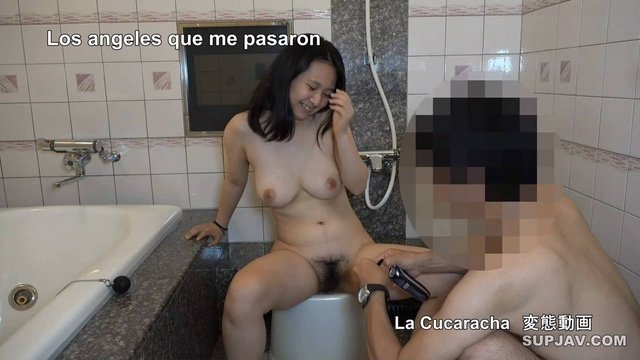 Los angeles que me pasaron
La Cucaracha 変態動画
SUPJAV.COM